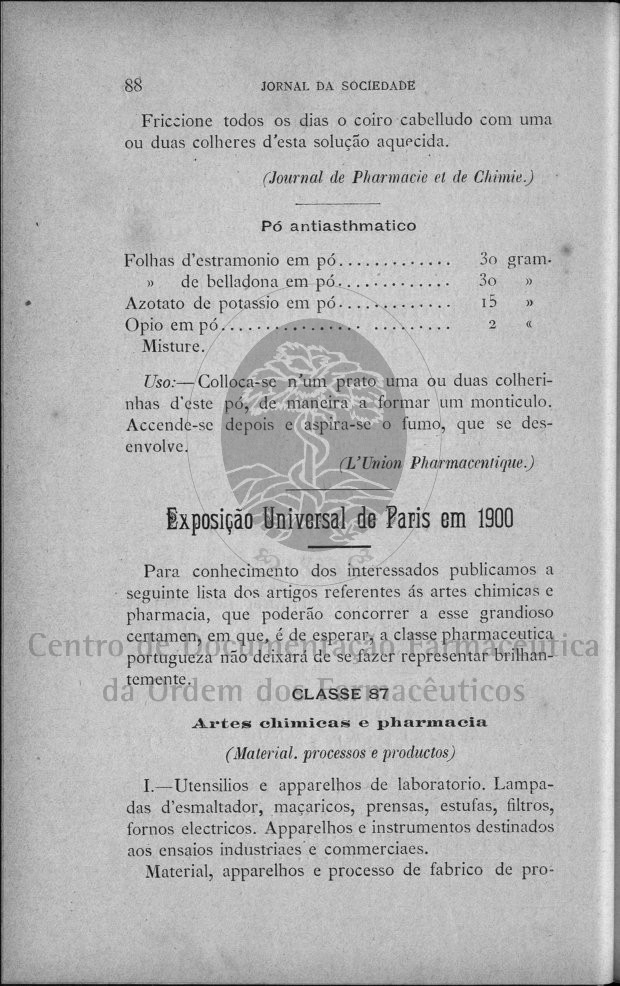 88
JORNAL DA SOCIEDADE
Friccione todos os dias o coiro cabelludo com uma
ou duas colheres d'esta solução aquecida.
(Journal de Pharmacie et de Chimie.)
Pó antiasthmatico
Folhas d'estramonio em pó............. 30 gram.
» de belladona em pó............. 30 »
Azotato de potassio em pó............. 15 »
Opio em pó................ ......... 2 «
Misture.
Uso:—Colloca-se n'um prato uma ou duas colheri-
nhas d'este pó, de maneira a formar um monticulo.
Accende-se depois e aspira-se o fumo, que se des-
envolve.
(L'Union Pharmacentique.)
Exposição Universal de Paris em 1900
Para conhecimento dos interessados publicamos a
seguinte lista dos artigos referentes ás artes chimicas e
pharmacia, que poderão concorrer a esse grandioso
certamen, em que, é de esperar, a classe pharmaceutica
Centro de Documentação Farmacêutica
portugueza não deixará de se fazer representar brilhan-
temente.
da Ordem dos Farmacêuticos
CLASSE 87
Artes chimicas e pharmacia
(Material. processos e productos)
I.—Utensilios e apparelhos de laboratorio. Lampa-
das d'esmaltador, maçaricos, prensas, estufas, filtros,
fornos electricos. Apparelhos e instrumentos destinados
aos ensaios industriaes e commerciaes.
Material, apparelhos e processo de fabrico de pro-